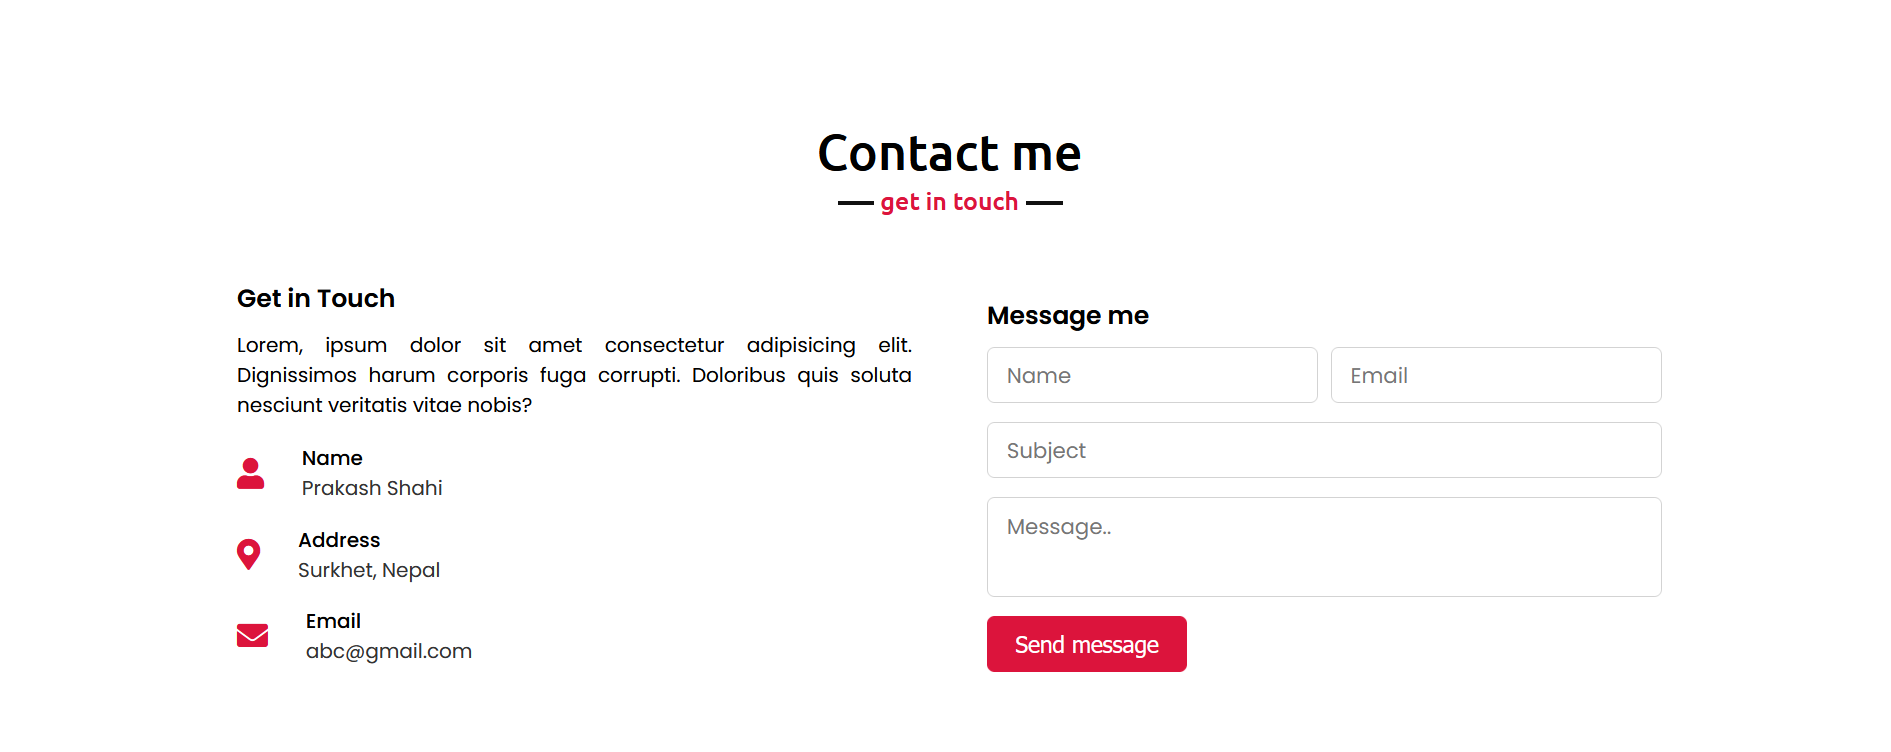 Contact me
get in touch
Get in Touch
Lorem, ipsum dolor sit amet consectetur adipisicing elit.
Dignissimos harum corporis fuga corrupti. Doloribus quis soluta
nesciunt veritatis vitae nobis?
Name
Prakash Shahi
Address
Surkhet, Nepal
Email
abc@gmail.com
Message me
Name
Email
Subject
Message..
Send message